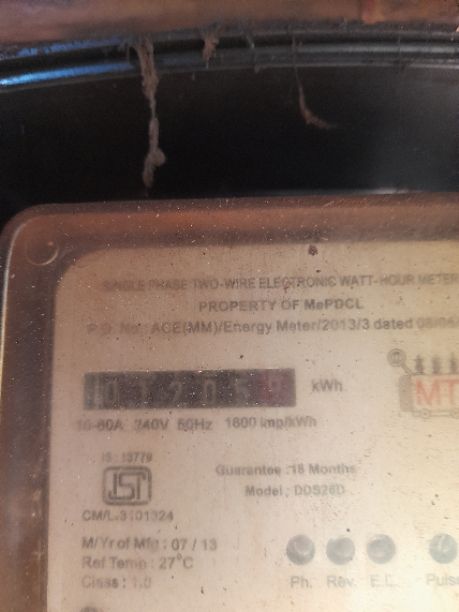 SINGLE PHASE TWO-WIRE ELECTRONIC WATT-HOUR METER
PROPERTY OF MePDCL
P.O. No.: ACE(MM)/Energy Meter/2013/3 dated
kWh
10-60A 240V 50Hz 1600 imp/kWh
IS : 13779
Guarantee : 18 Months
Model : DDS26D
CM/L-3101324
M/Yr of Mfg : 07 / 13
Ref Temp : 27°C
Class : 1.0
Ph. Rev. E.L. Pulse